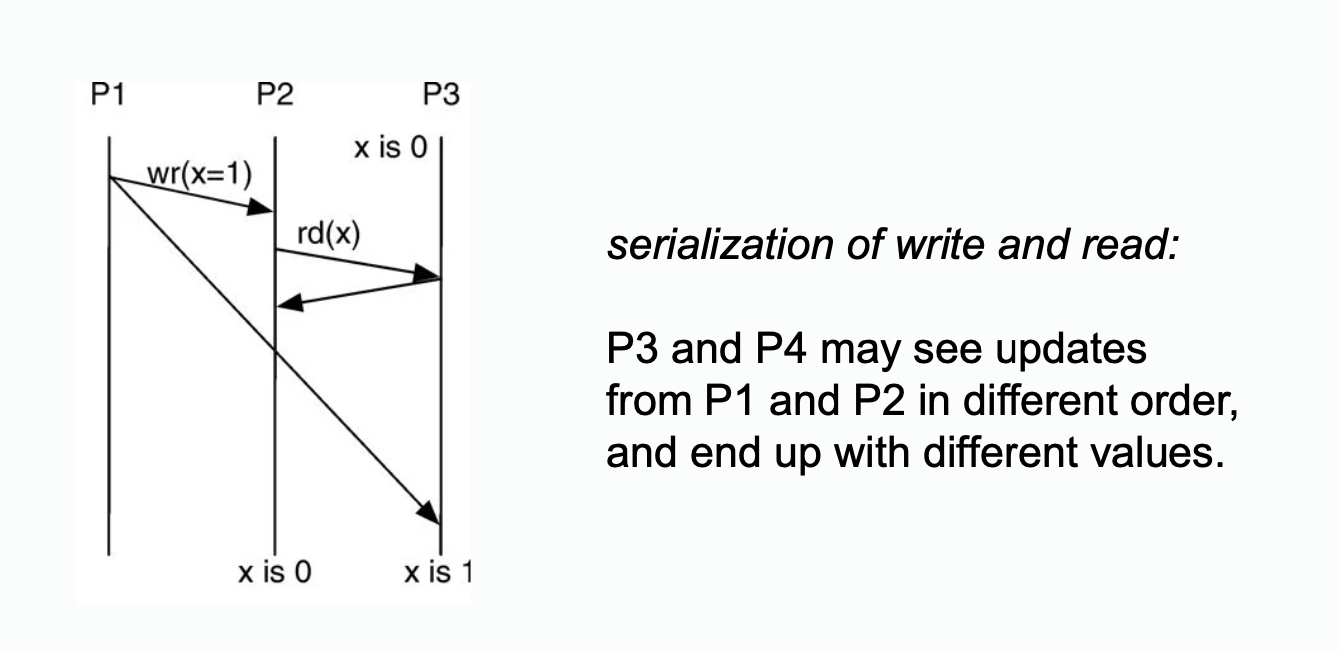 P1 P2 P3
x is 0
wr(x=1)
rd(x)
x is 0 x is 1
serialization of write and read:
P3 and P4 may see updates
from P1 and P2 in different order,
and end up with different values.